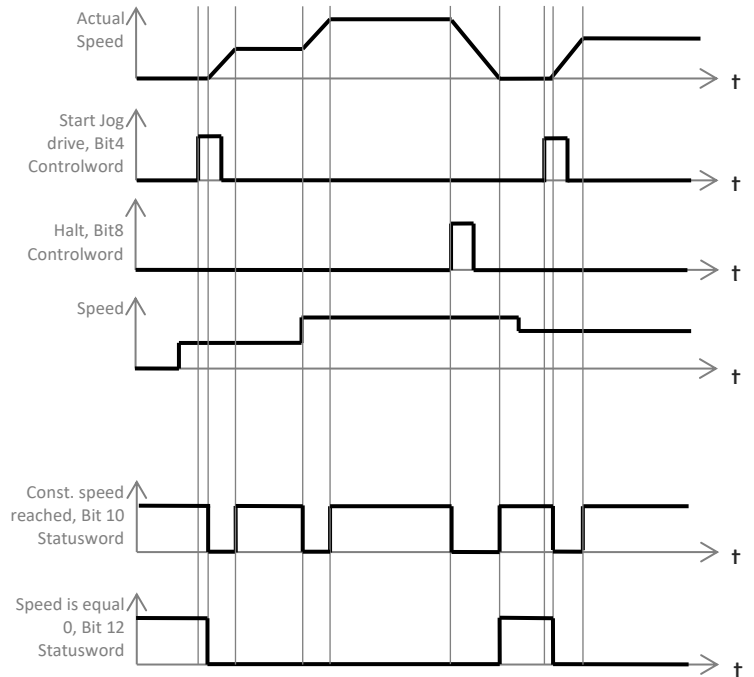 Actual
Speed
t
Start Jog
drive, Bit4
Controlword
t
Halt, Bit8
Controlword
t
Speed
t
Const. speed
reached, Bit 10
Statusword
t
Speed is equal
0, Bit 12
Statusword
t